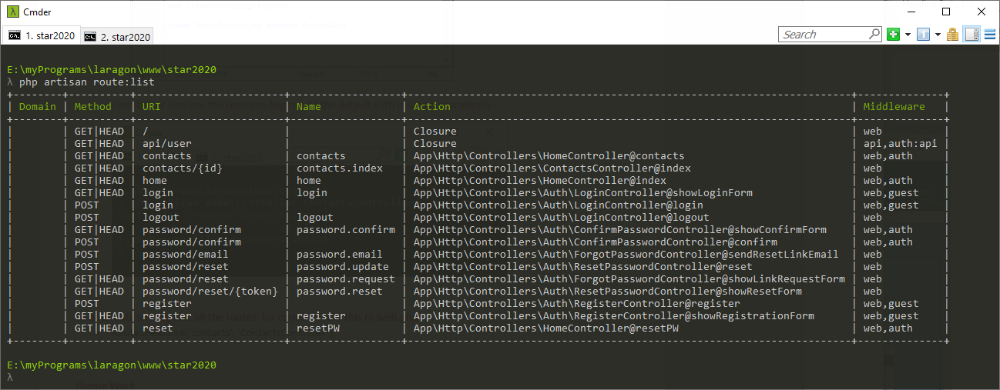 Cmder
1. star2020
2. star2020
Search
E:\myPrograms\laragon\www\star2020
λ php artisan route:list
+--------+----------+------------------------+------------------+------------------------------------------------------------------------+--------------+
| Domain | Method | URI | Name | Action | Middleware |
+--------+----------+------------------------+------------------+------------------------------------------------------------------------+--------------+
| | GET|HEAD | / | | Closure | web |
| | GET|HEAD | api/user | | Closure | api,auth:api |
| | GET|HEAD | contacts | contacts | App\Http\Controllers\HomeController@contacts | web,auth |
| | GET|HEAD | contacts/{id} | contacts.index | App\Http\Controllers\ContactsController@index | web |
| | GET|HEAD | home | home | App\Http\Controllers\HomeController@index | web,auth |
| | GET|HEAD | login | login | App\Http\Controllers\Auth\LoginController@showLoginForm | web,guest |
| | POST | login | | App\Http\Controllers\Auth\LoginController@login | web,guest |
| | POST | logout | logout | App\Http\Controllers\Auth\LoginController@logout | web |
| | GET|HEAD | password/confirm | password.confirm | App\Http\Controllers\Auth\ConfirmPasswordController@showConfirmForm | web,auth |
| | POST | password/confirm | | App\Http\Controllers\Auth\ConfirmPasswordController@confirm | web,auth |
| | POST | password/email | password.email | App\Http\Controllers\Auth\ForgotPasswordController@sendResetLinkEmail | web |
| | POST | password/reset | password.update | App\Http\Controllers\Auth\ResetPasswordController@reset | web |
| | GET|HEAD | password/reset | password.request | App\Http\Controllers\Auth\ForgotPasswordController@showLinkRequestForm | web |
| | GET|HEAD | password/reset/{token} | password.reset | App\Http\Controllers\Auth\ResetPasswordController@showResetForm | web |
| | POST | register | | App\Http\Controllers\Auth\RegisterController@register | web,guest |
| | GET|HEAD | register | register | App\Http\Controllers\Auth\RegisterController@showRegistrationForm | web,guest |
| | GET|HEAD | reset | resetPW | App\Http\Controllers\HomeController@resetPW | web,auth |
+--------+----------+------------------------+------------------+------------------------------------------------------------------------+--------------+
E:\myPrograms\laragon\www\star2020
λ